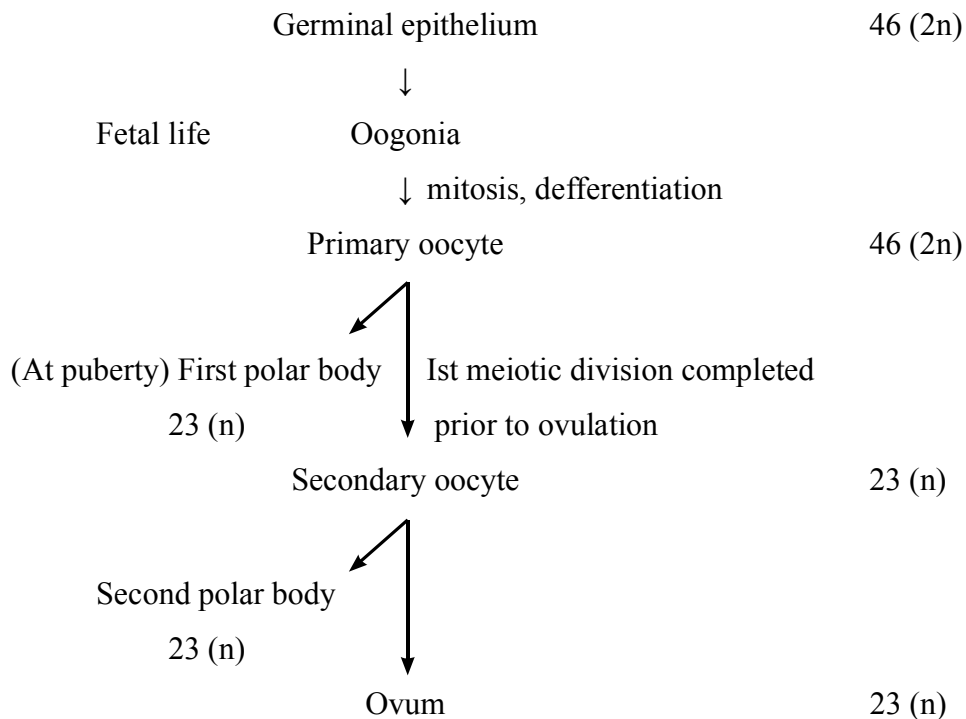 Germinal epithelium 46 (2n)
↓
Fetal life Oogonia
↓ mitosis, defferentiation
Primary oocyte 46 (2n)
(At puberty) First polar body Ist meiotic division completed
23 (n) prior to ovulation
Secondary oocyte 23 (n)
Second polar body
23 (n)
Ovum 23 (n)